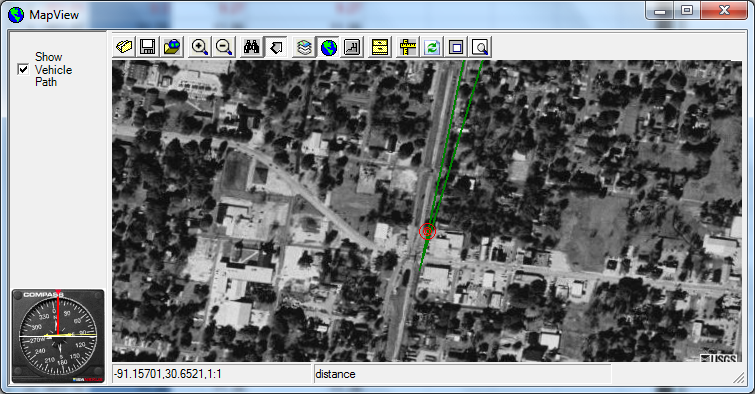 MapView
Show
Vehicle
Path
COMPASS
-91.15701,30.6521,1:1
distance
USGS